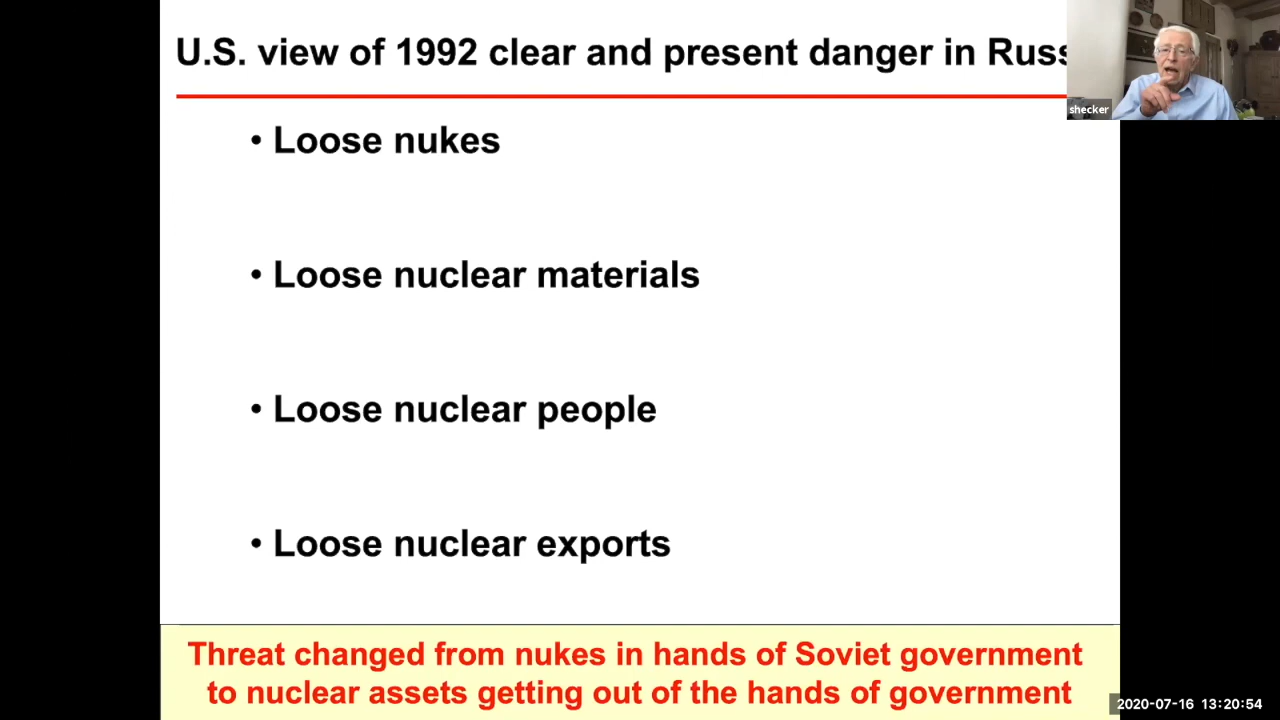 U.S. view of 1992 clear and present danger in Russ
shecker
• Loose nukes
• Loose nuclear materials
• Loose nuclear people
• Loose nuclear exports
Threat changed from nukes in hands of Soviet government
to nuclear assets getting out of the hands of government
2020-07-16 13:20:54